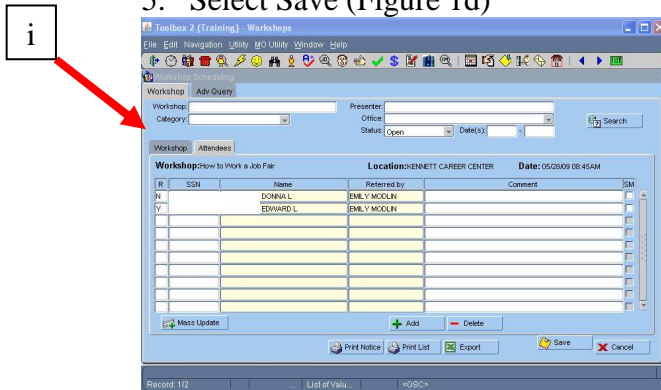 5. Select Save (Figure 1d)
i
Toolbox 2 (Training) - Workshops
File Edit Navigation Utility MO Utility Window Help
Workshop Scheduling
Workshop Adv Query
Workshop: Presenter:
Category: Office:
Status: Open Date(s): - Search
Workshop Attendees
Workshop: How to Work a Job Fair Location: KENNETT CAREER CENTER Date: 05/28/09 08:45AM
R SSN Name Referred by Comment SM
N DONNA L EMILY MODLIN
Y EDWARD L EMILY MODLIN
Mass Update Add Delete
Print Notice Print List Export Save Cancel
Record: 1/2 ... List of Valu... <OSC>